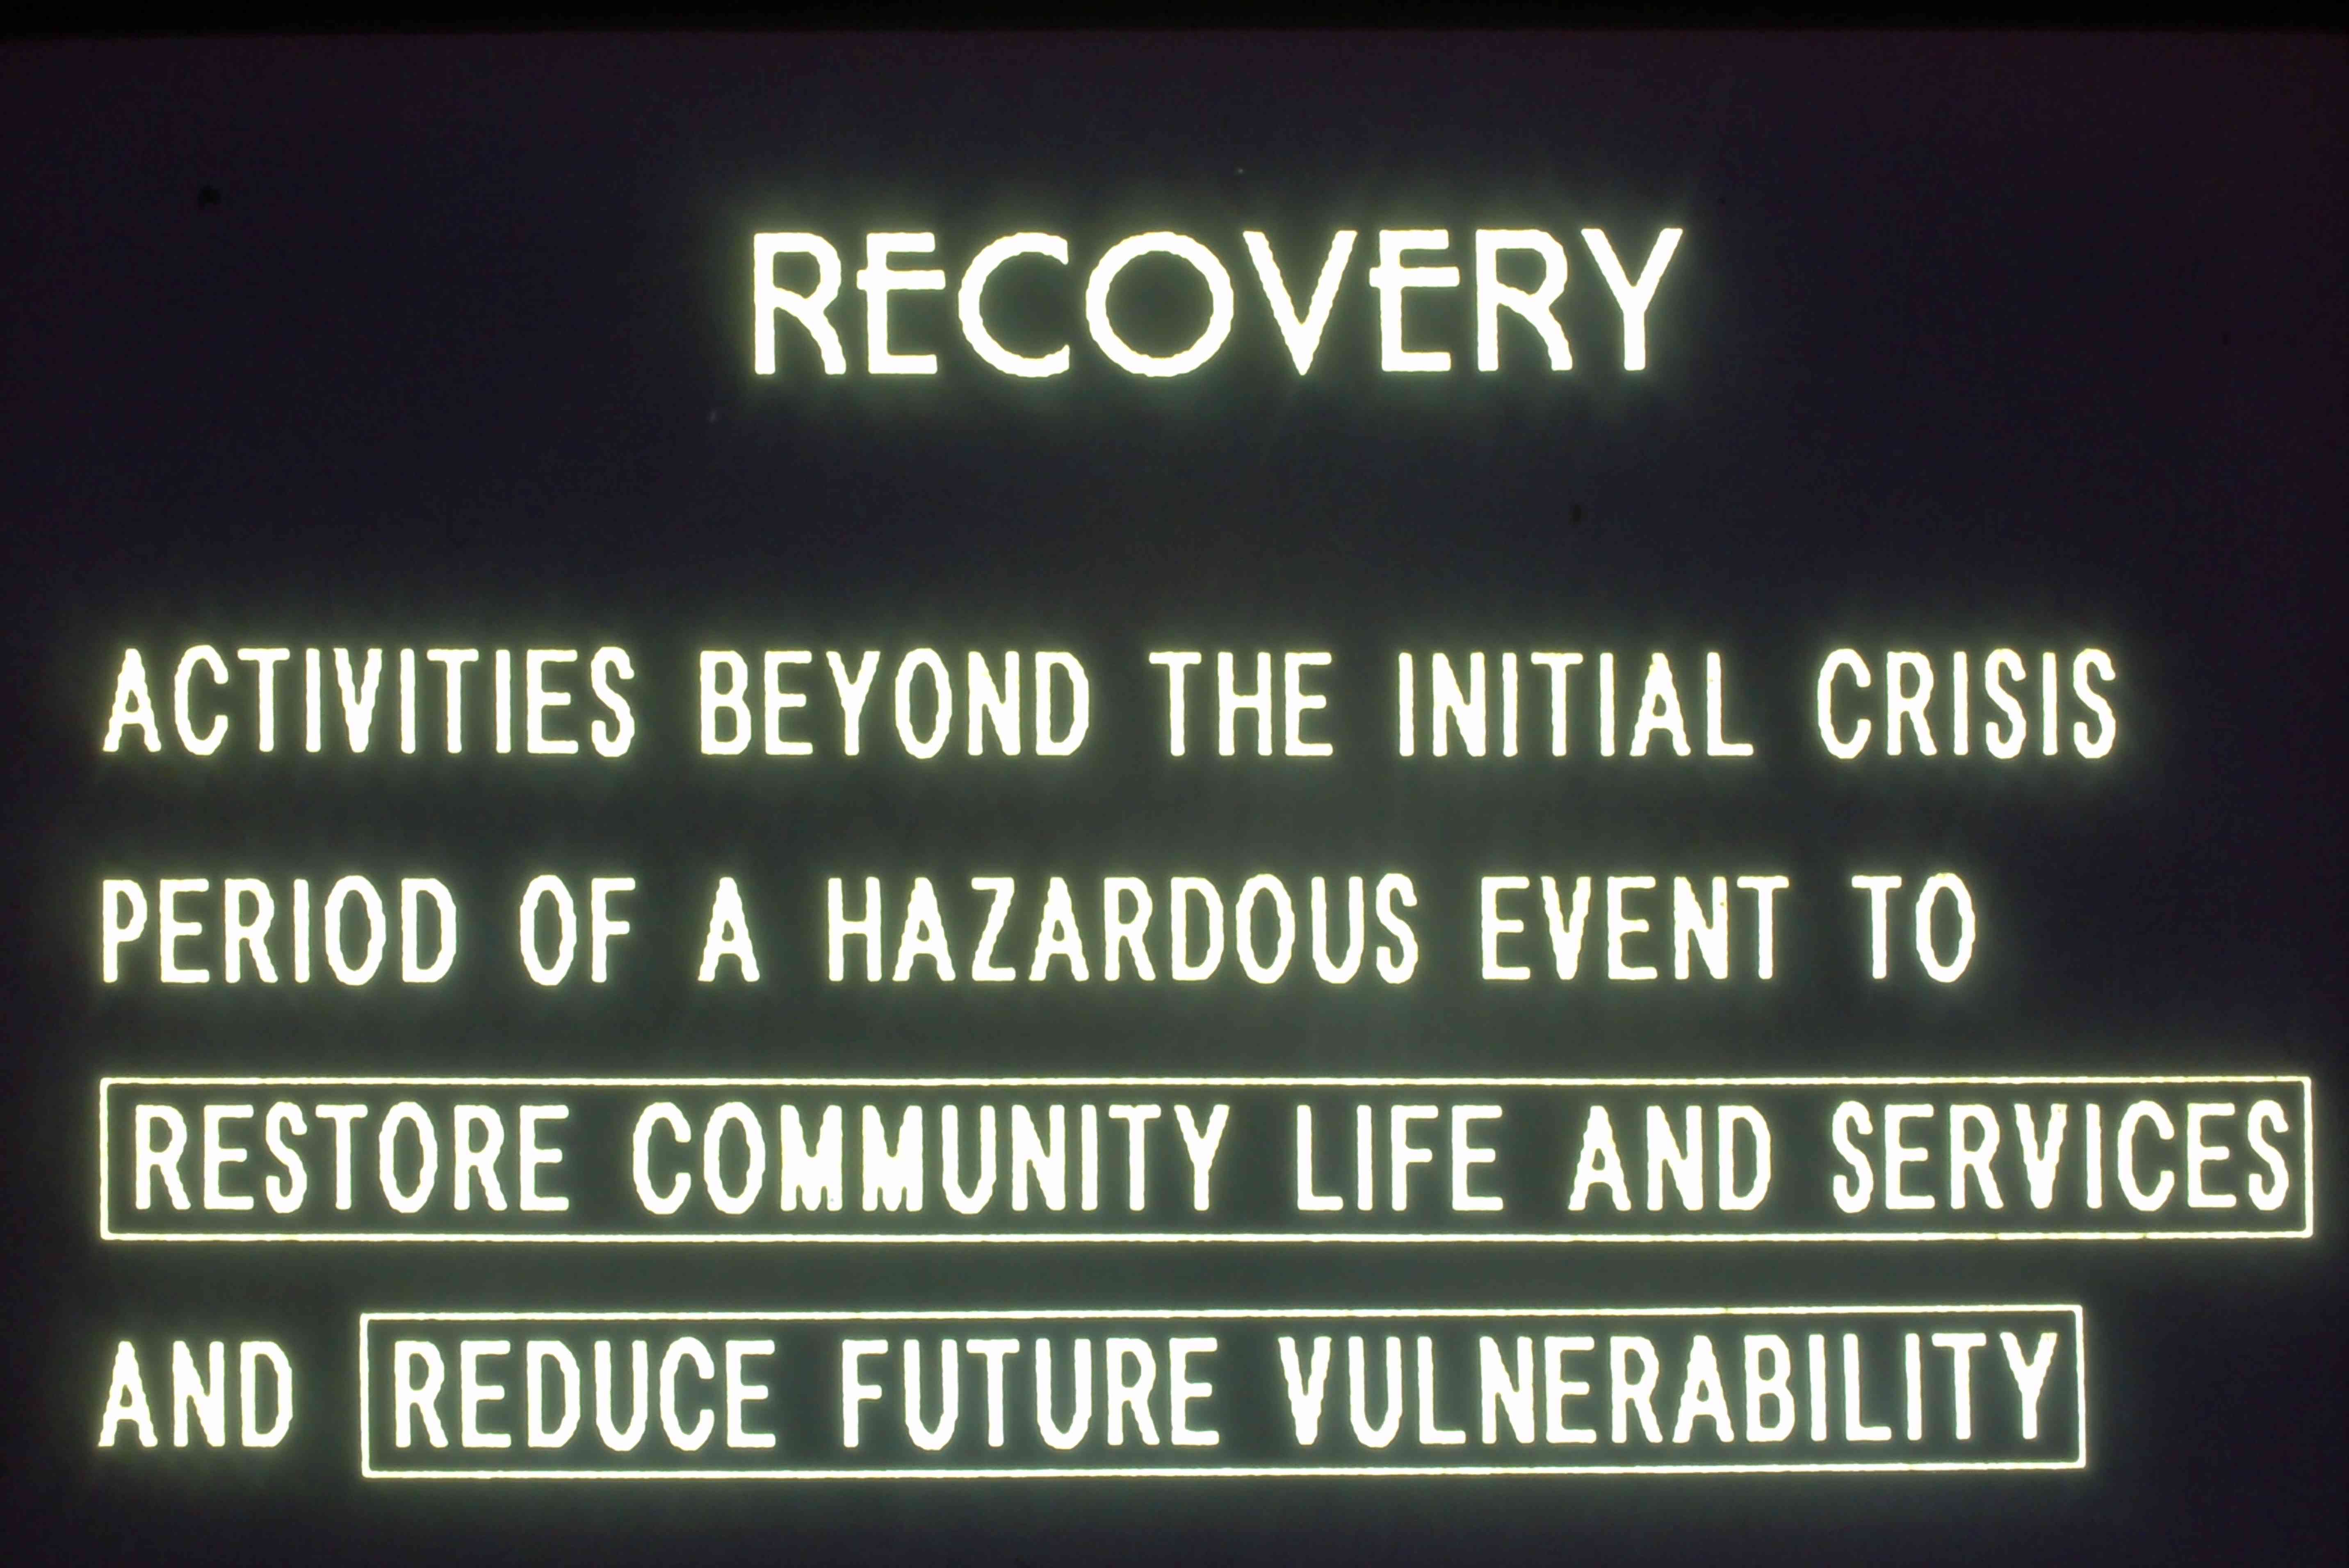 RECOVERY
ACTIVITIES BEYOND THE INITIAL CRISIS
PERIOD OF A HAZARDOUS EVENT TO
RESTORE COMMUNITY LIFE AND SERVICES
AND REDUCE FUTURE VULNERABILITY